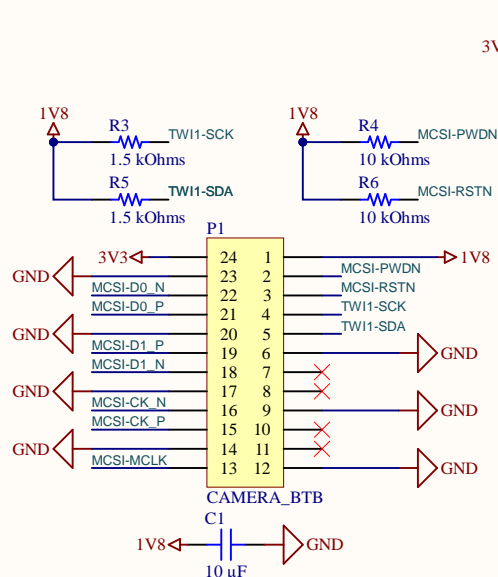 3V
1V8
R3
TWI1-SCK
1.5 kOhms
R5
TWI1-SDA
1.5 kOhms
1V8
R4
MCSI-PWDN
10 kOhms
R6
MCSI-RSTN
10 kOhms
P1
3V3 24 1 1V8
GND 23 2 MCSI-PWDN
MCSI-D0_N 22 3 MCSI-RSTN
MCSI-D0_P 21 4 TWI1-SCK
GND 20 5 TWI1-SDA
MCSI-D1_P 19 6 GND
MCSI-D1_N 18 7
GND 17 8
MCSI-CK_N 16 9 GND
MCSI-CK_P 15 10
GND 14 11
MCSI-MCLK 13 12 GND
CAMERA_BTB
C1
1V8 GND
10 µF